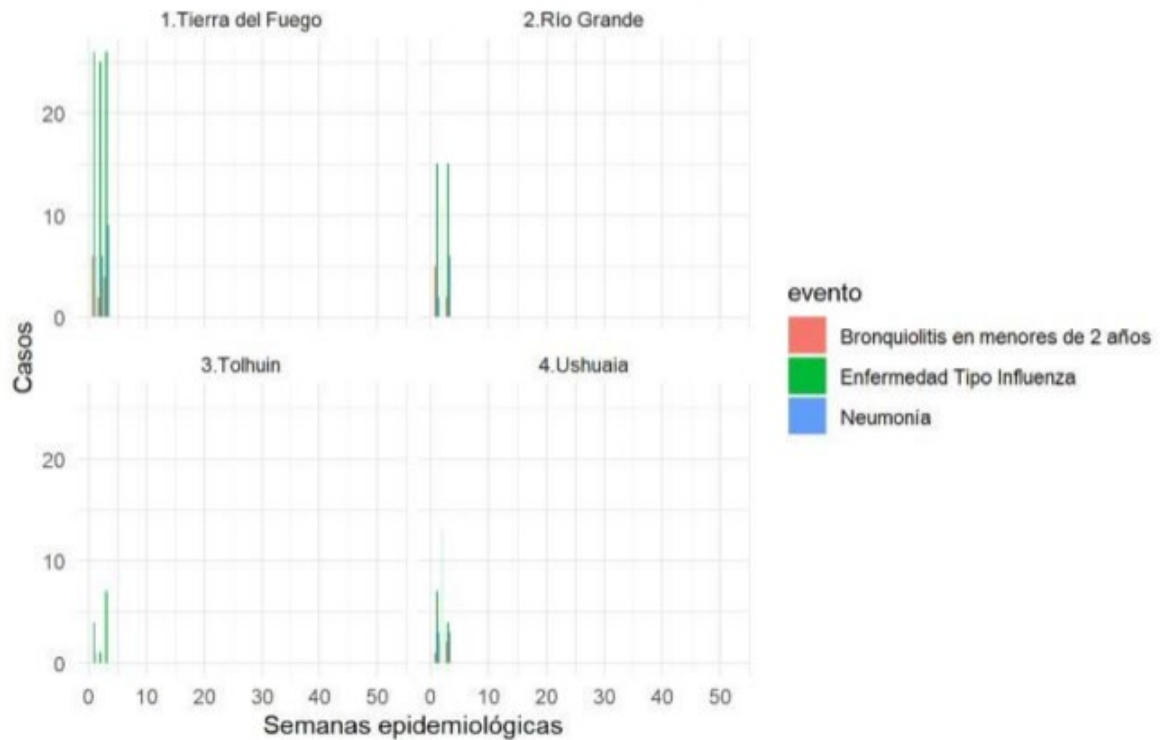 1.Tierra del Fuego
2.Río Grande
20
10
0
Casos
3.Tolhuin
4.Ushuaia
20
10
0
0 10 20 30 40 50
0 10 20 30 40 50
Semanas epidemiológicas
evento
Bronquiolitis en menores de 2 años
Enfermedad Tipo Influenza
Neumonía